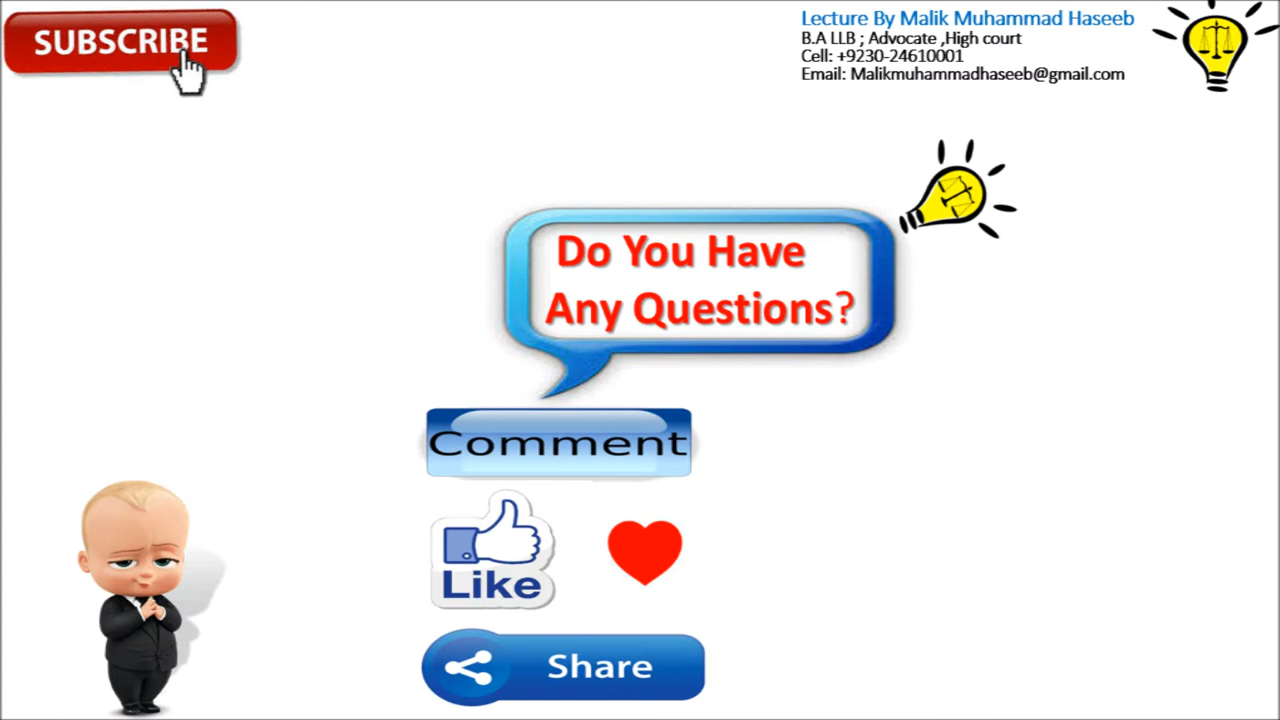 SUBSCRIBE
Lecture By Malik Muhammad Haseeb
B.A LLB ; Advocate ,High court
Cell: +9230-24610001
Email: Malikmuhammadhaseeb@gmail.com
Do You Have
Any Questions?
Comment
Like
Share